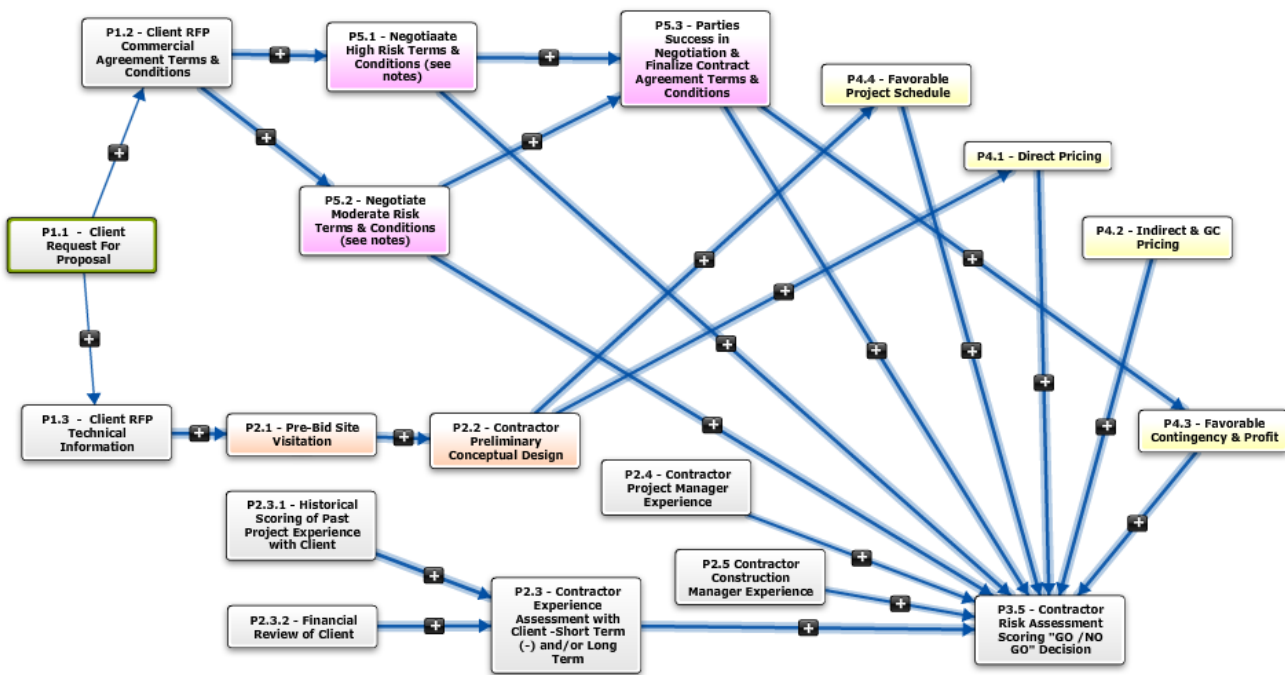 P1.2 - Client RFP
Commercial
Agreement Terms &
Conditions
P5.1 - Negotiaate
High Risk Terms &
Conditions (see
notes)
P5.3 - Parties
Success in
Negotiation &
Finalize Contract
Agreement Terms &
Conditions
P4.4 - Favorable
Project Schedule
P4.1 - Direct Pricing
P5.2 - Negotiate
Moderate Risk
Terms & Conditions
(see notes)
P1.1 - Client
Request For
Proposal
P4.2 - Indirect & GC
Pricing
P1.3 - Client RFP
Technical
Information
P2.1 - Pre-Bid Site
Visitation
P2.2 - Contractor
Preliminary
Conceptual Design
P4.3 - Favorable
Contingency & Profit
P2.4 - Contractor
Project Manager
Experience
P2.3.1 - Historical
Scoring of Past
Project Experience
with Client
P2.5 Contractor
Construction
Manager Experience
P2.3.2 - Financial
Review of Client
P2.3 - Contractor
Experience
Assessment with
Client -Short Term
(-) and/or Long
Term
P3.5 - Contractor
Risk Assessment
Scoring "GO /NO
GO" Decision